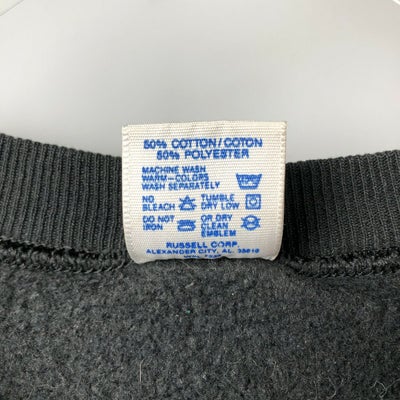 50% COTTON/COTON
50% POLYESTER
MACHINE WASH
WARM-COLORS
WASH SEPARATELY
NO BLEACH TUMBLE DRY LOW
DO NOT IRON OR DRY CLEAN EMBLEM
RUSSELL CORP.
ALEXANDER CITY, AL. 35010